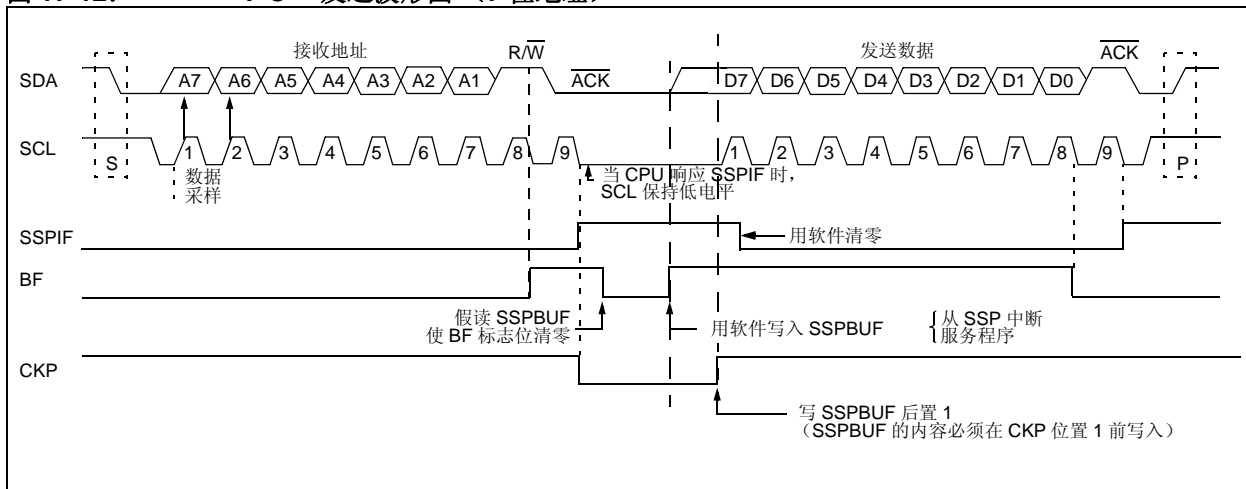 接收地址
R/W
发送数据
ACK
SDA
A7 A6 A5 A4 A3 A2 A1
ACK
D7 D6 D5 D4 D3 D2 D1 D0
SCL
S
1 2 3 4 5 6 7 8 9
1 2 3 4 5 6 7 8 9
P
数据
采样
当 CPU 响应 SSPIF 时，
SCL 保持低电平
SSPIF
用软件清零
BF
假读 SSPBUF
使 BF 标志位清零
用软件写入 SSPBUF
从 SSP 中断
服务程序
CKP
写 SSPBUF 后置 1
（SSPBUF 的内容必须在 CKP 位置 1 前写入）